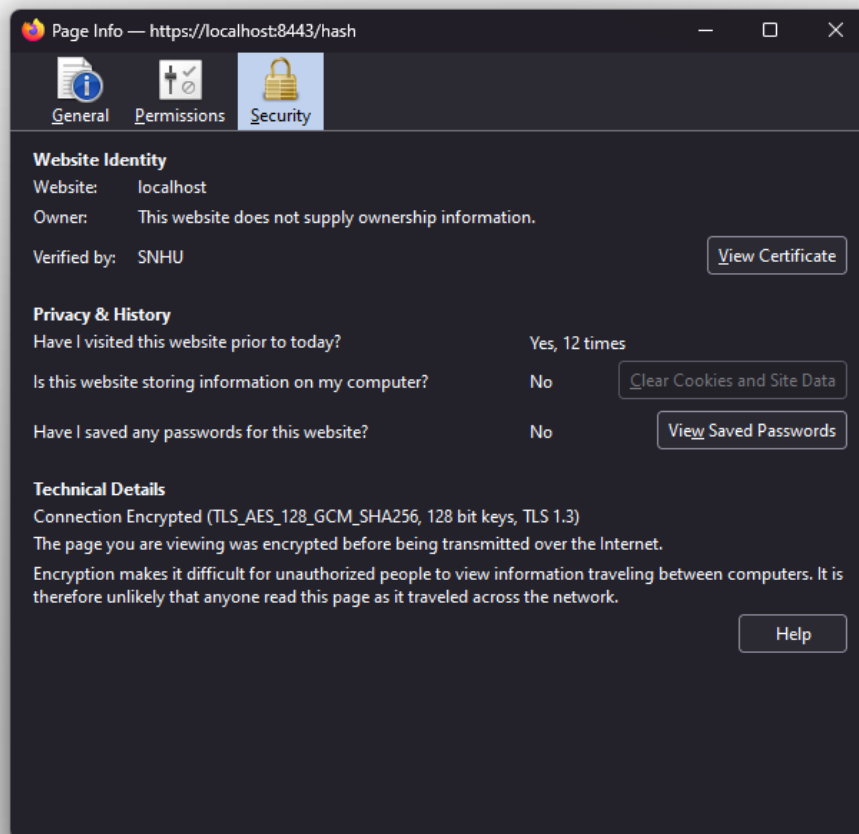 Page Info — https://localhost:8443/hash
General Permissions Security
Website Identity
Website: localhost
Owner: This website does not supply ownership information.
Verified by: SNHU View Certificate
Privacy & History
Have I visited this website prior to today? Yes, 12 times
Is this website storing information on my computer? No Clear Cookies and Site Data
Have I saved any passwords for this website? No View Saved Passwords
Technical Details
Connection Encrypted (TLS_AES_128_GCM_SHA256, 128 bit keys, TLS 1.3)
The page you are viewing was encrypted before being transmitted over the Internet.
Encryption makes it difficult for unauthorized people to view information traveling between computers. It is
therefore unlikely that anyone read this page as it traveled across the network.
Help